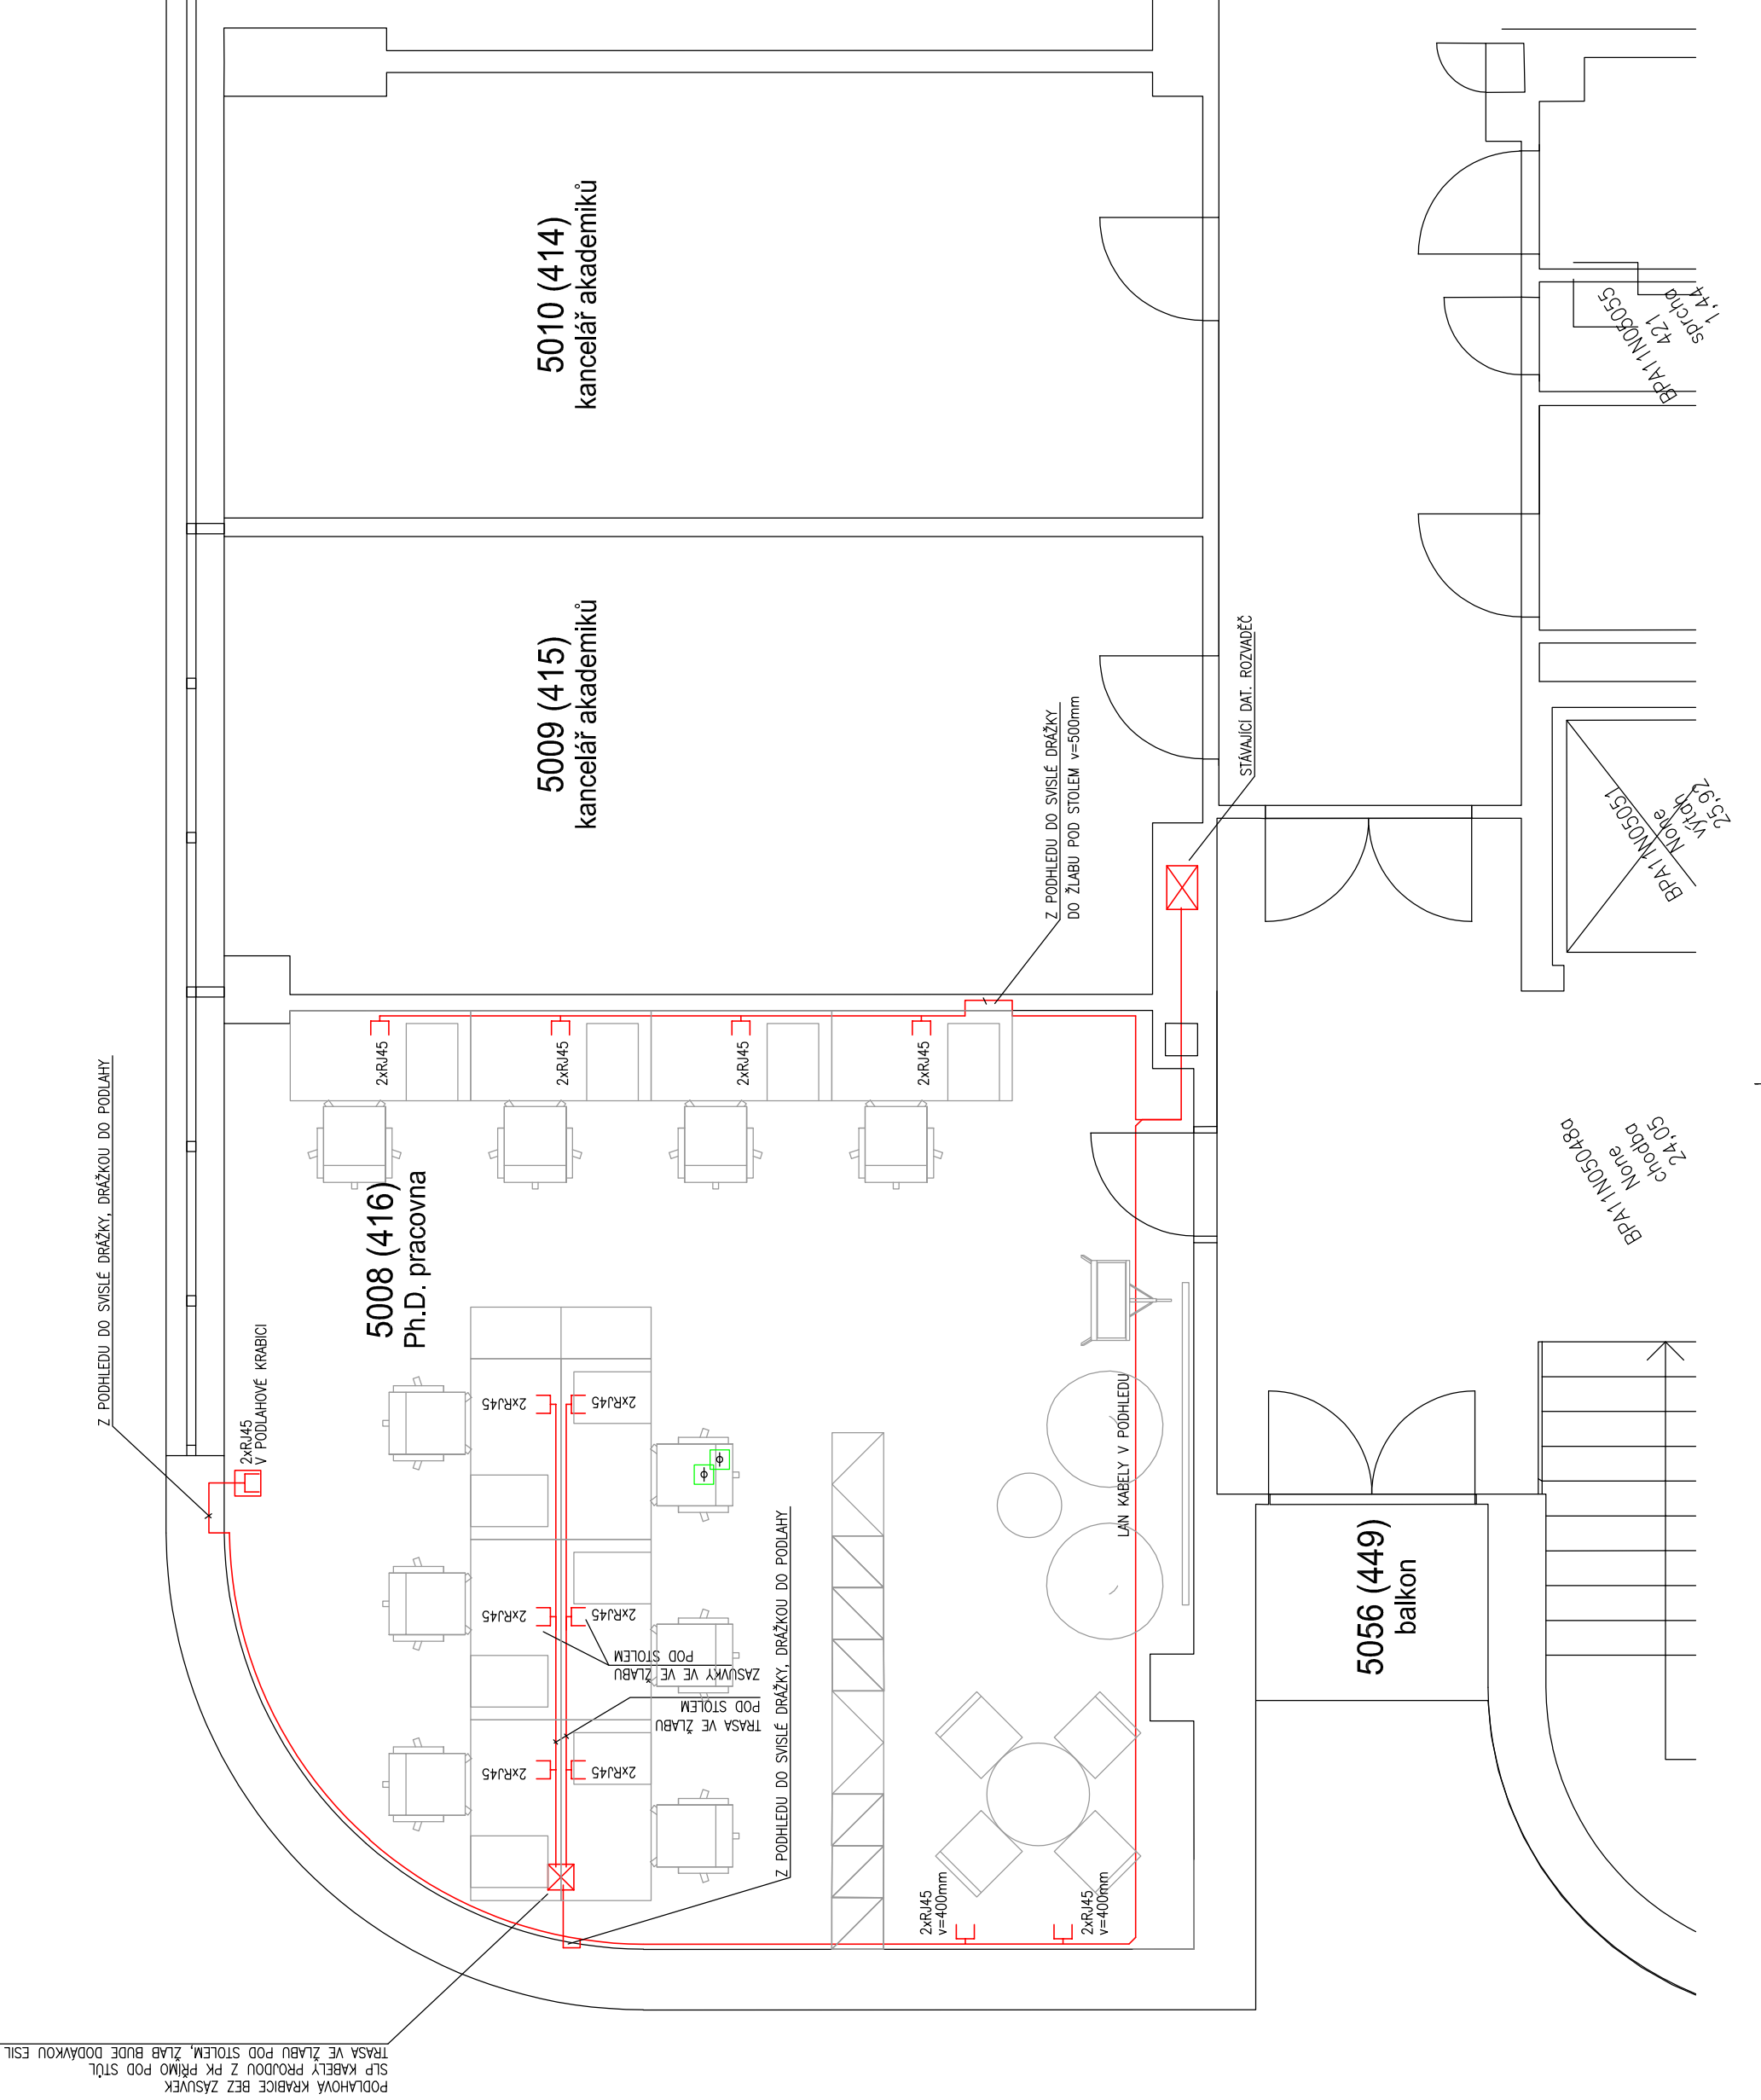 5010 (414)
kancelář akademiků
5009 (415)
kancelář akademiků
BPA11N05055
421
sprcha
1,44
STÁVAJÍCÍ DAT. ROZVADĚČ
Z PODHLEDU DO SVISLÉ DRÁŽKY
DO ŽLABU POD STOLEM v=500mm
BPA11N05051
None
výtah
25,92
2xRJ45
2xRJ45
2xRJ45
2xRJ45
Z PODHLEDU DO SVISLÉ DRÁŽKY, DRÁŽKOU DO PODLAHY
5008 (416)
Ph.D. pracovna
BPA11N05048a
None
chodba
24,05
2xRJ45
V PODLAHOVÉ KRABICI
2xRJ45
2xRJ45
LAN KABELY V PODHLEDU
2xRJ45
2xRJ45
ZASUVKY VE VE ŽLABU
POD STOLEM
TRASA VE ŽLABU
POD STOLEM
2xRJ45
2xRJ45
Z PODHLEDU DO SVISLÉ DRÁŽKY, DRÁŽKOU DO PODLAHY
5056 (449)
balkon
2xRJ45
v=400mm
2xRJ45
v=400mm
PODLAHOVÁ KRABICE BEZ ZÁSUVEK
SLP KABELY PROJDOU Z PK PŘÍMO POD STŮL
TRASA VE ŽLABU POD STOLEM, ŽLAB BUDE DODÁVKOU ESIL